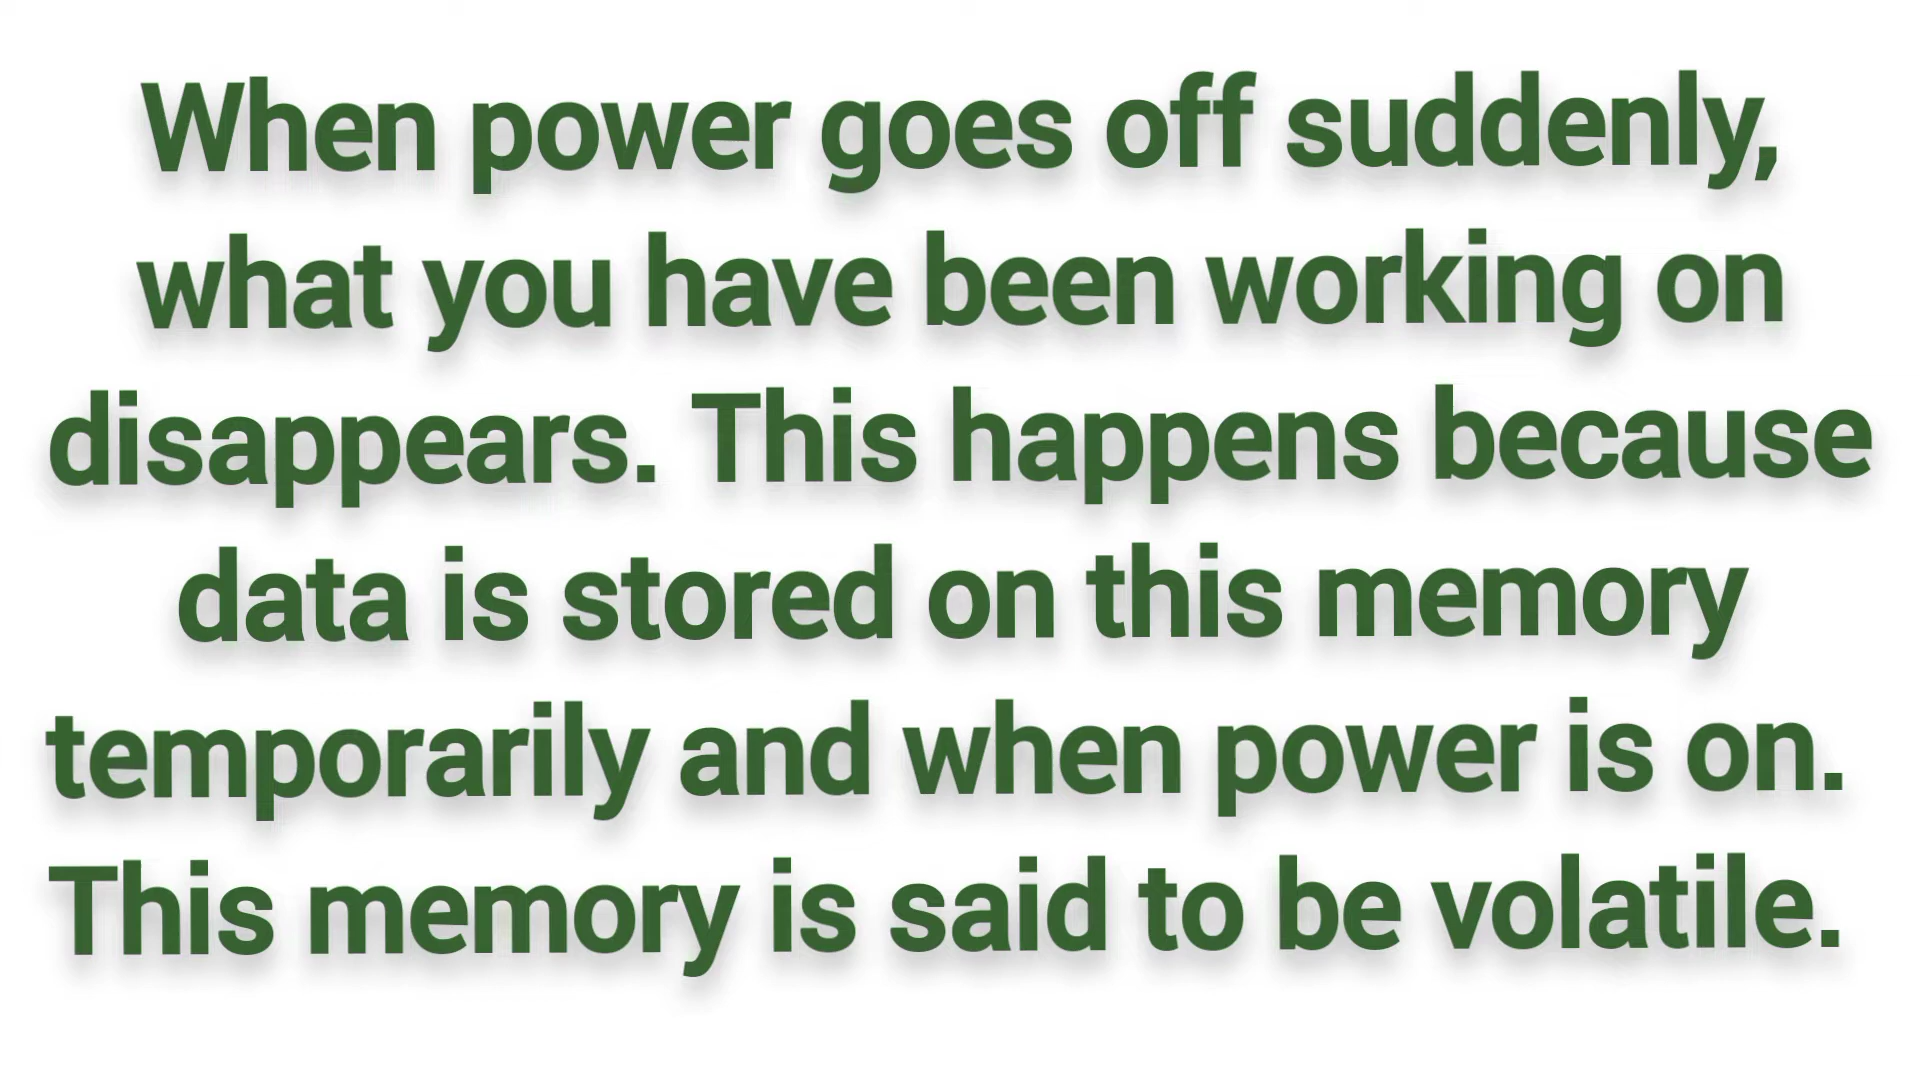 When power goes off suddenly,
what you have been working on
disappears. This happens because
data is stored on this memory
temporarily and when power is on.
This memory is said to be volatile.